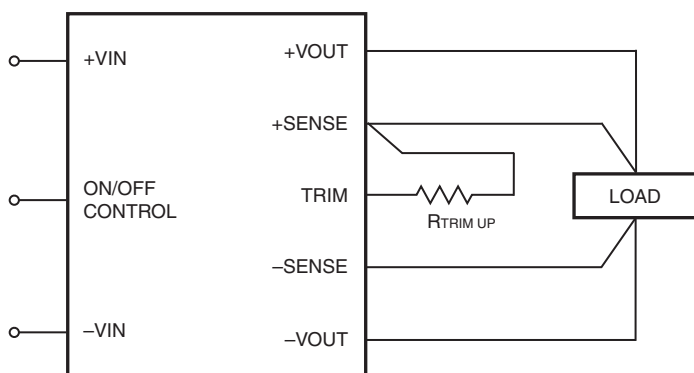 +VIN
+VOUT
+SENSE
ON/OFF
CONTROL
TRIM
RTRIM UP
LOAD
–SENSE
–VIN
–VOUT